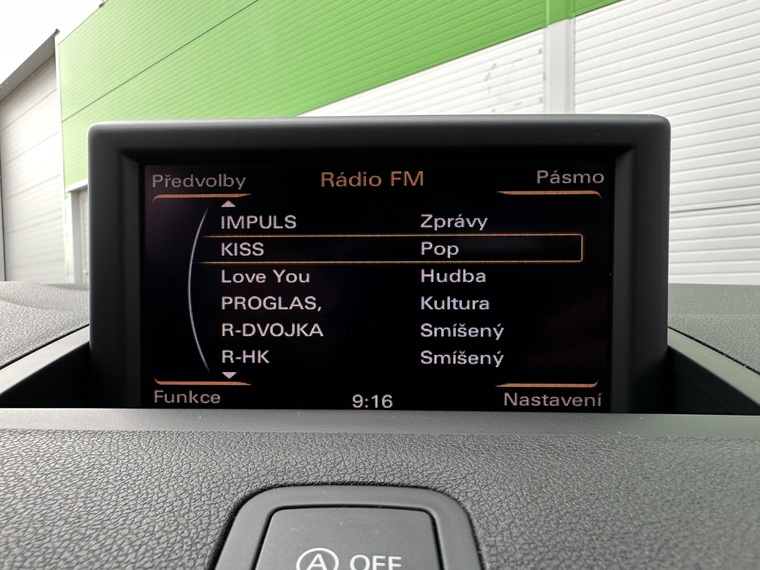 Předvolby Rádio FM Pásmo
IMPULS Zprávy
KISS Pop
Love You Hudba
PROGLAS, Kultura
R-DVOJKA Smíšený
R-HK Smíšený
Funkce 9:16 Nastavení
A OFF